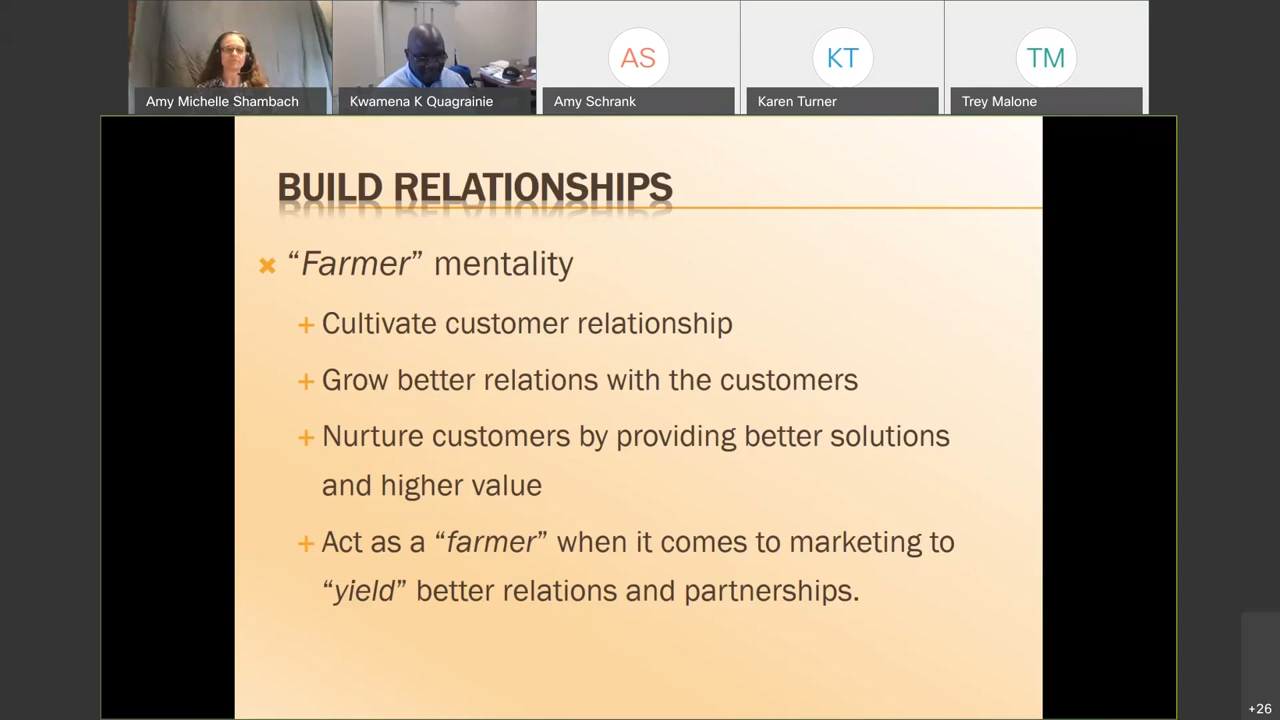 AS
KT
TM
Amy Michelle Shambach
Kwamena K Quagrainie
Amy Schrank
Karen Turner
Trey Malone
BUILD RELATIONSHIPS
“Farmer” mentality
Cultivate customer relationship
Grow better relations with the customers
Nurture customers by providing better solutions
and higher value
Act as a “farmer” when it comes to marketing to
“yield” better relations and partnerships.
+26